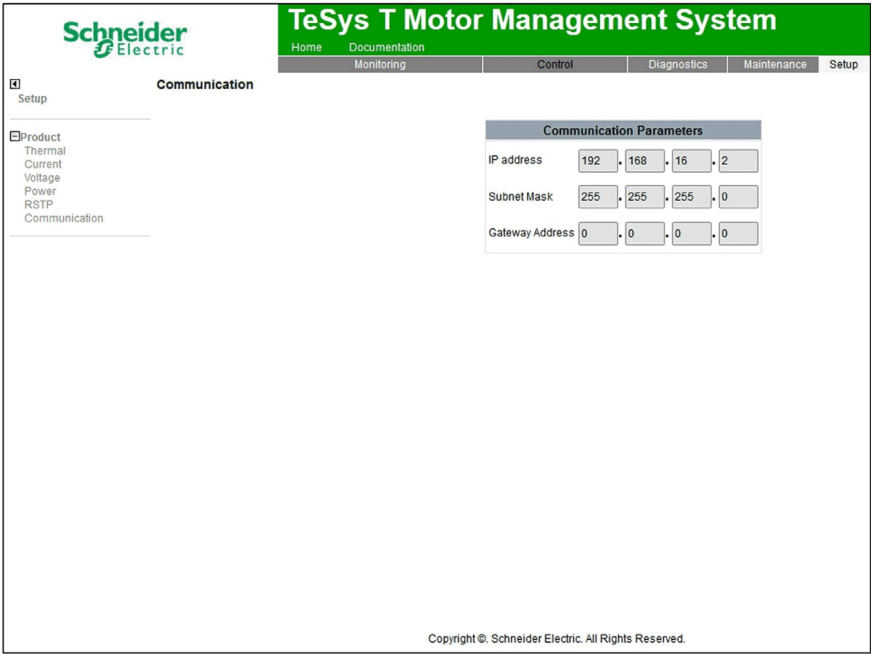 Schneider
Electric
TeSys T Motor Management System
Home Documentation
Monitoring Control Diagnostics Maintenance Setup
Setup
Communication
Product
Thermal
Current
Voltage
Power
RSTP
Communication
Communication Parameters
IP address 192 . 168 . 16 . 2
Subnet Mask 255 . 255 . 255 . 0
Gateway Address 0 . 0 . 0 . 0
Copyright ©. Schneider Electric. All Rights Reserved.